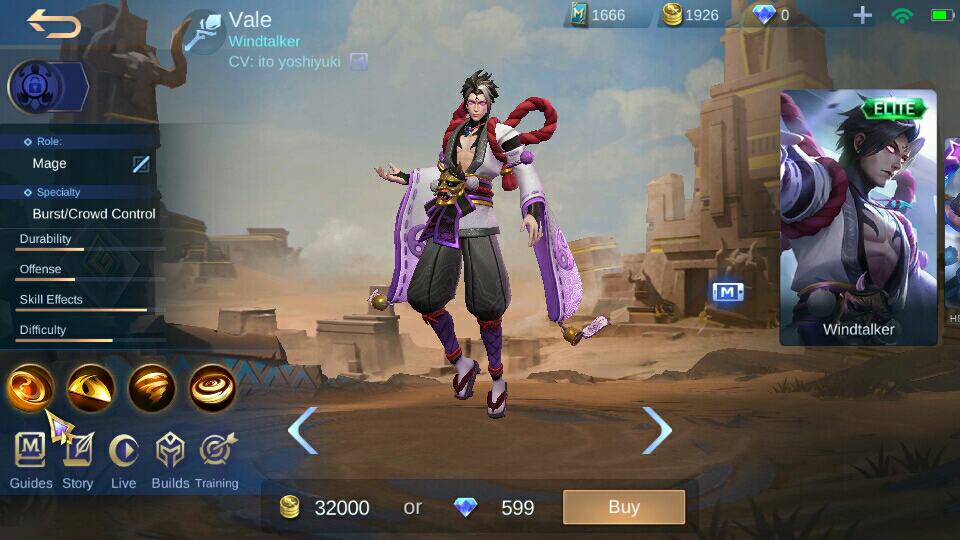 Vale
Windtalker
CV: ito yoshiyuki
1666
1926
0
Role:
Mage
Specialty
Burst/Crowd Control
Durability
Offense
Skill Effects
Difficulty
ELITE
M
Windtalker
M
Guides
Story
Live
Builds
Training
32000
or
599
Buy